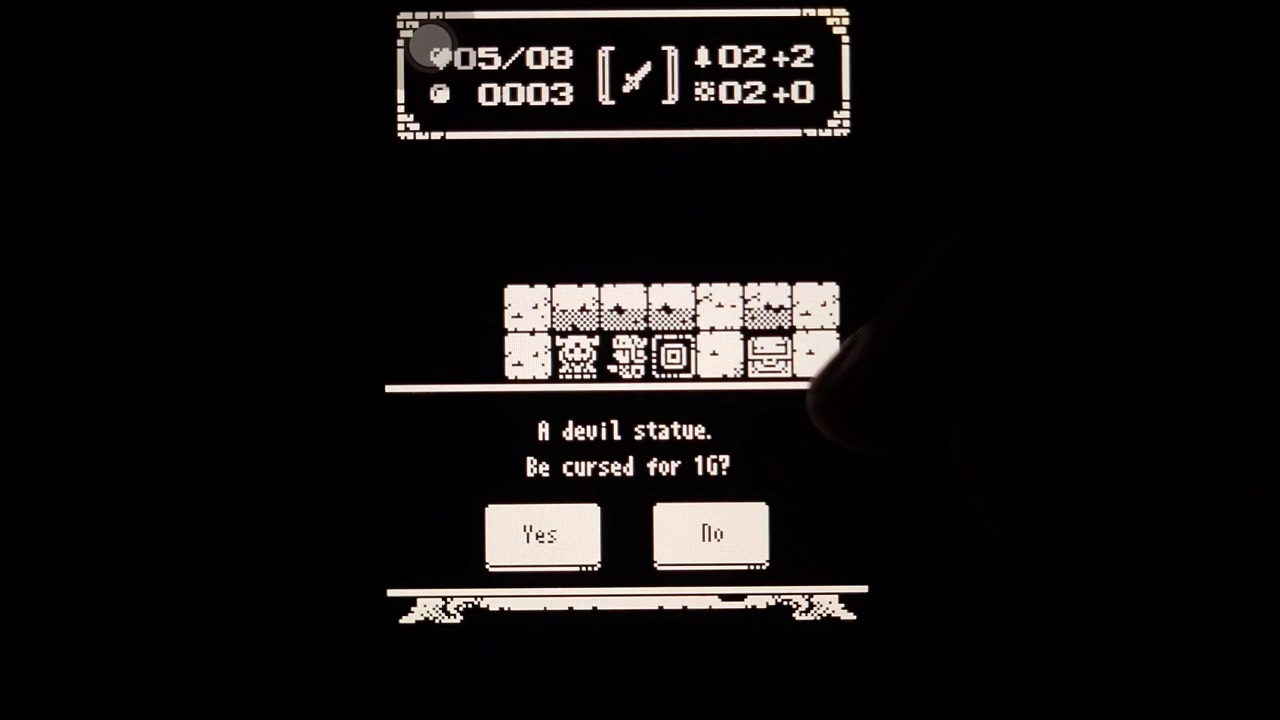 05/08
02+2
0003
02+0
A devil statue.
Be cursed for 1G?
Yes
No